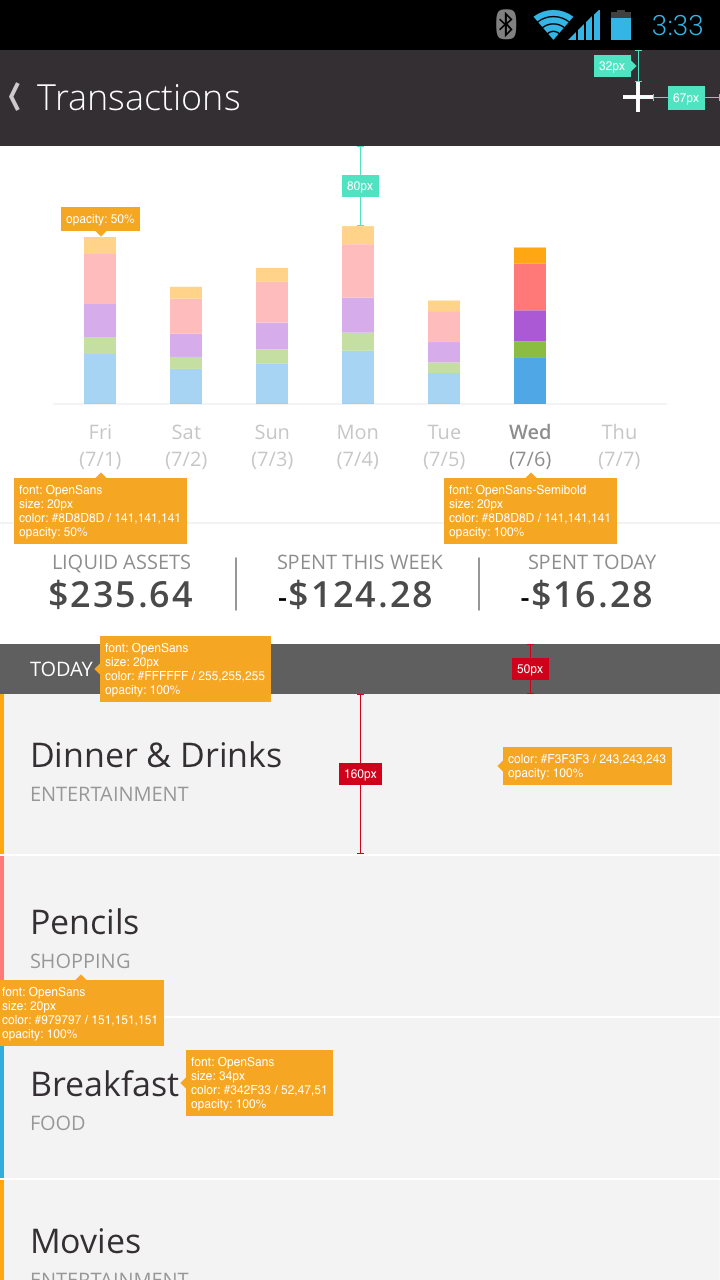 3:33
32px
Transactions
67px
80px
opacity: 50%
Fri Sat Sun Mon Tue Wed Thu
(7/1) (7/2) (7/3) (7/4) (7/5) (7/6) (7/7)
font: OpenSans
size: 20px
color: #8D8D8D / 141,141,141
opacity: 50%
font: OpenSans-Semibold
size: 20px
color: #8D8D8D / 141,141,141
opacity: 100%
LIQUID ASSETS
$235.64
SPENT THIS WEEK
-$124.28
SPENT TODAY
-$16.28
TODAY
font: OpenSans
size: 20px
color: #FFFFFF / 255,255,255
opacity: 100%
50px
Dinner & Drinks
ENTERTAINMENT
160px
color: #F3F3F3 / 243,243,243
opacity: 100%
Pencils
SHOPPING
font: OpenSans
size: 20px
color: #979797 / 151,151,151
opacity: 100%
Breakfast
FOOD
font: OpenSans
size: 34px
color: #342F33 / 52,47,51
opacity: 100%
Movies
ENTERTAINMENT